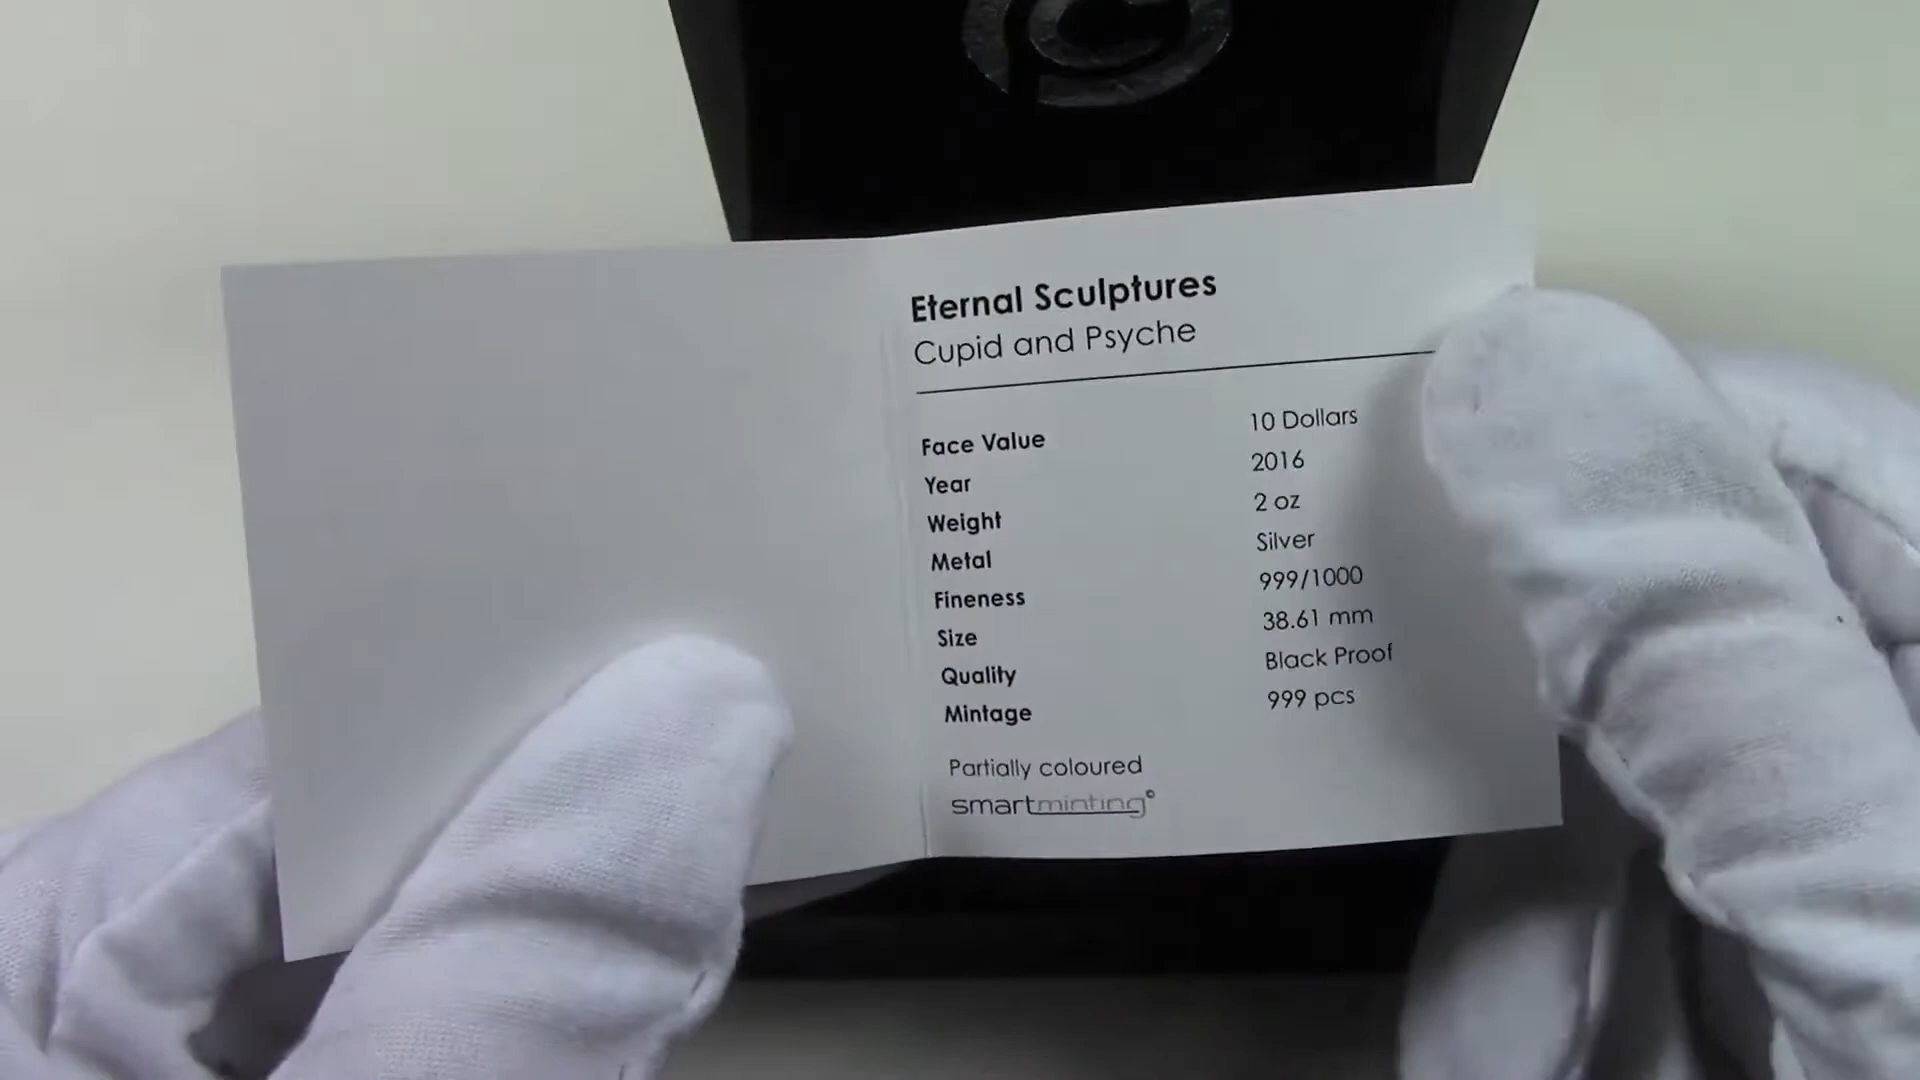 Eternal Sculptures
Cupid and Psyche
Face Value 10 Dollars
Year 2016
Weight 2 oz
Metal Silver
Fineness 999/1000
Size 38.61 mm
Quality Black Proof
Mintage 999 pcs
Partially coloured
smartminting©